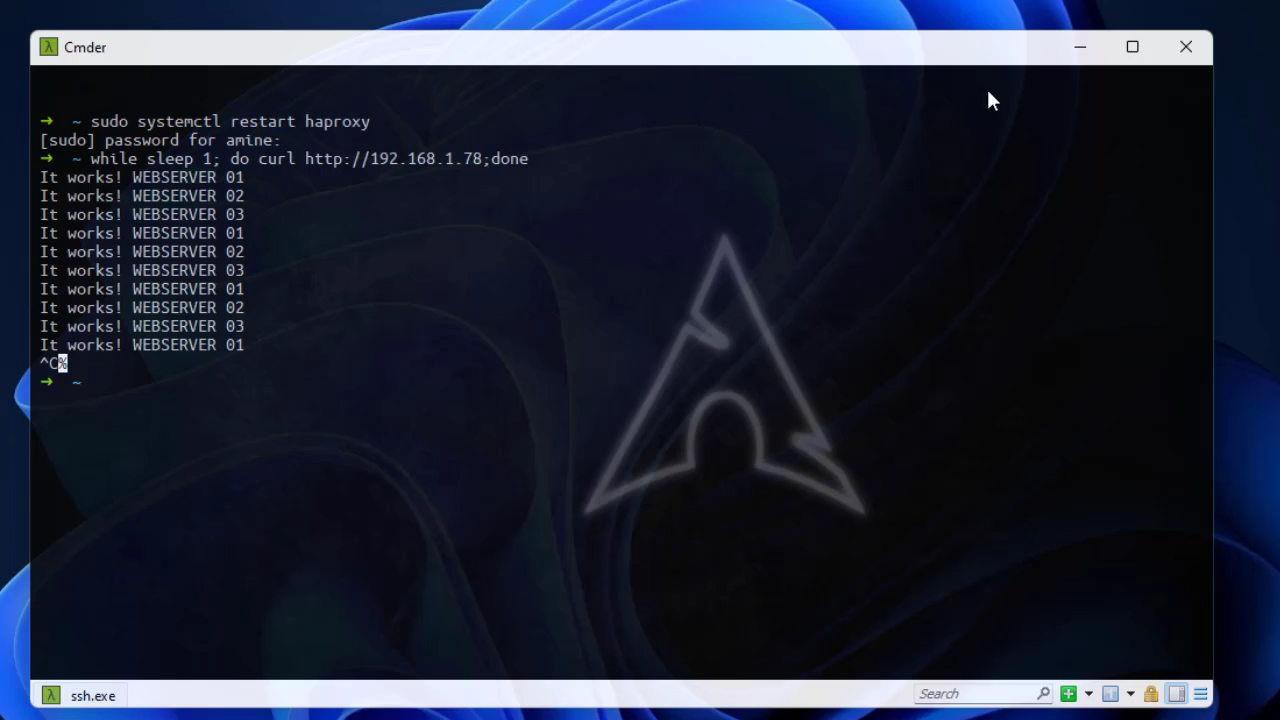 λ Cmder
➜ ~ sudo systemctl restart haproxy
[sudo] password for amine:
➜ ~ while sleep 1; do curl http://192.168.1.78;done
It works! WEBSERVER 01
It works! WEBSERVER 02
It works! WEBSERVER 03
It works! WEBSERVER 01
It works! WEBSERVER 02
It works! WEBSERVER 03
It works! WEBSERVER 01
It works! WEBSERVER 02
It works! WEBSERVER 03
It works! WEBSERVER 01
^C%
➜ ~
λ ssh.exe
Search